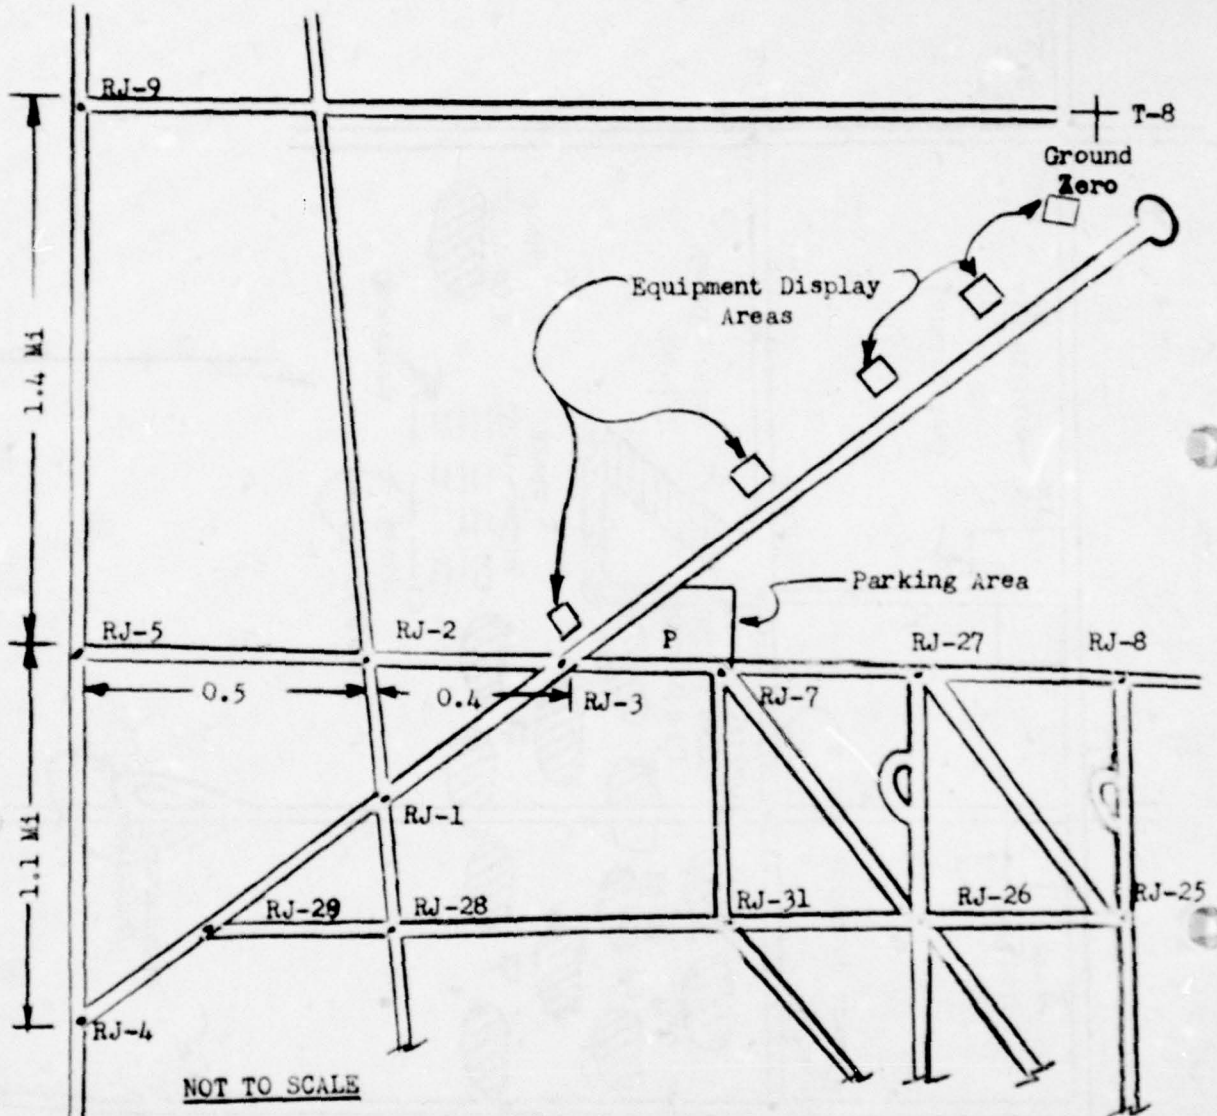 RJ-9
T-8
Ground
Zero
Equipment Display
Areas
1.4 Mi
Parking Area
RJ-5
RJ-2
P
RJ-27
RJ-8
0.5
0.4
RJ-3
RJ-7
1.1 Mi
RJ-1
RJ-29
RJ-28
RJ-31
RJ-26
RJ-25
RJ-4
NOT TO SCALE